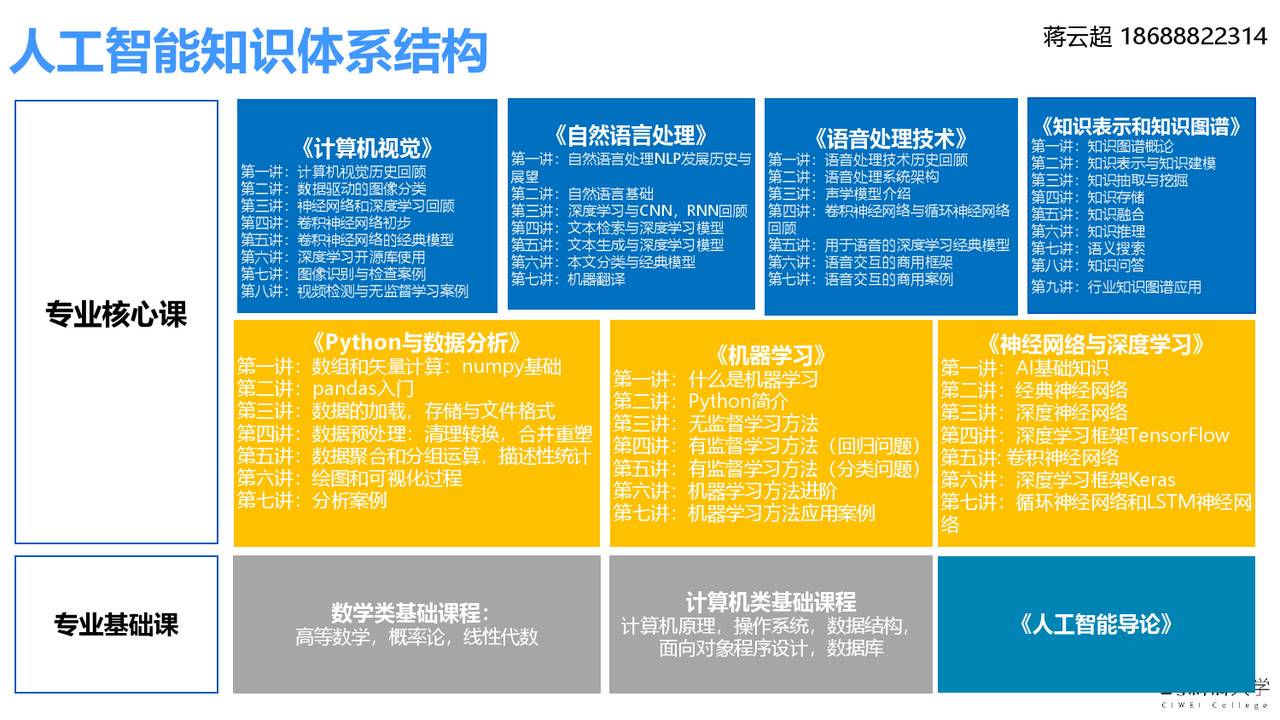 人工智能知识体系结构
蒋云超 18688822314
专业核心课
《计算机视觉》
第一讲：计算机视觉历史回顾
第二讲：数据驱动的图像分类
第三讲：神经网络和深度学习回顾
第四讲：卷积神经网络初步
第五讲：卷积神经网络的经典模型
第六讲：深度学习开源库使用
第七讲：图像识别与检查案例
第八讲：视频检测与无监督学习案例
《自然语言处理》
第一讲：自然语言处理NLP发展历史与
展望
第二讲：自然语言基础
第三讲：深度学习与CNN，RNN回顾
第四讲：文本检索与深度学习模型
第五讲：文本生成与深度学习模型
第六讲：本文分类与经典模型
第七讲：机器翻译
《语音处理技术》
第一讲：语音处理技术历史回顾
第二讲：语音处理系统架构
第三讲：声学模型介绍
第四讲：卷积神经网络与循环神经网络
回顾
第五讲：用于语音的深度学习经典模型
第六讲：语音交互的商用框架
第七讲：语音交互的商用案例
《知识表示和知识图谱》
第一讲：知识图谱概论
第二讲：知识表示与知识建模
第三讲：知识抽取与挖掘
第四讲：知识存储
第五讲：知识融合
第六讲：知识推理
第七讲：语义搜索
第八讲：知识问答
第九讲：行业知识图谱应用
《Python与数据分析》
第一讲：数组和矢量计算：numpy基础
第二讲：pandas入门
第三讲：数据的加载，存储与文件格式
第四讲：数据预处理：清理转换，合并重塑
第五讲：数据聚合和分组运算，描述性统计
第六讲：绘图和可视化过程
第七讲：分析案例
《机器学习》
第一讲：什么是机器学习
第二讲：Python简介
第三讲：无监督学习方法
第四讲：有监督学习方法（回归问题）
第五讲：有监督学习方法（分类问题）
第六讲：机器学习方法进阶
第七讲：机器学习方法应用案例
《神经网络与深度学习》
第一讲：AI基础知识
第二讲：经典神经网络
第三讲：深度神经网络
第四讲：深度学习框架TensorFlow
第五讲: 卷积神经网络
第六讲：深度学习框架Keras
第七讲：循环神经网络和LSTM神经网
络
专业基础课
数学类基础课程：
高等数学，概率论，线性代数
计算机类基础课程
计算机原理，操作系统，数据结构，
面向对象程序设计，数据库
《人工智能导论》
CIWEI College